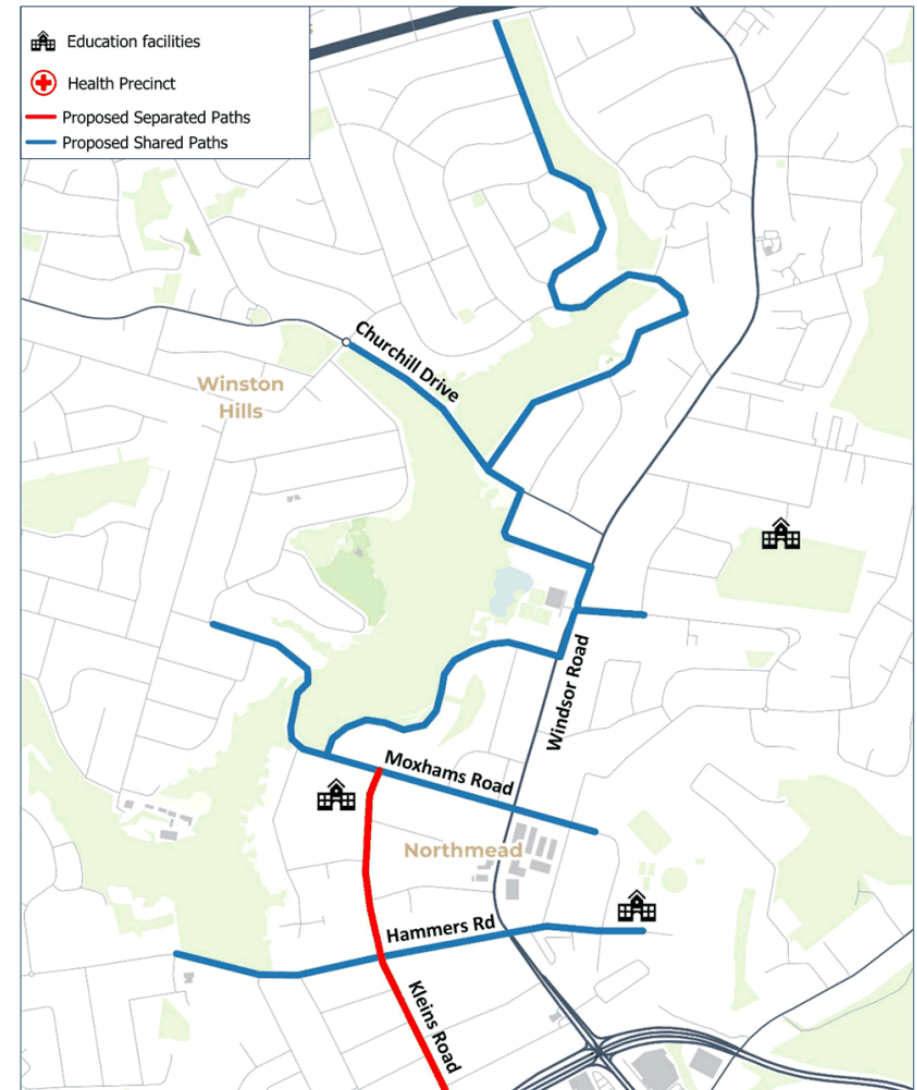 Education facilities
Health Precinct
Proposed Separated Paths
Proposed Shared Paths
Churchill Drive
Winston
Hills
Windsor Road
Moxhams Road
Northmead
Hammers Rd
Kleins Road